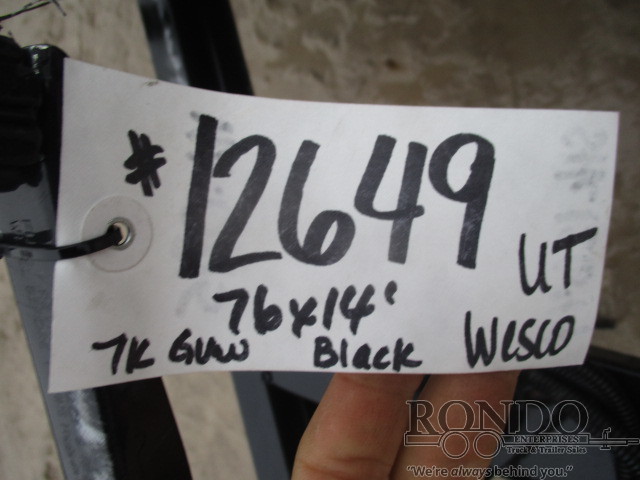 #12649
UT
76x14'
7K GVW Black Wesco
RONDO
ENTERPRISES
Truck & Trailer Sales
"We're always behind you."